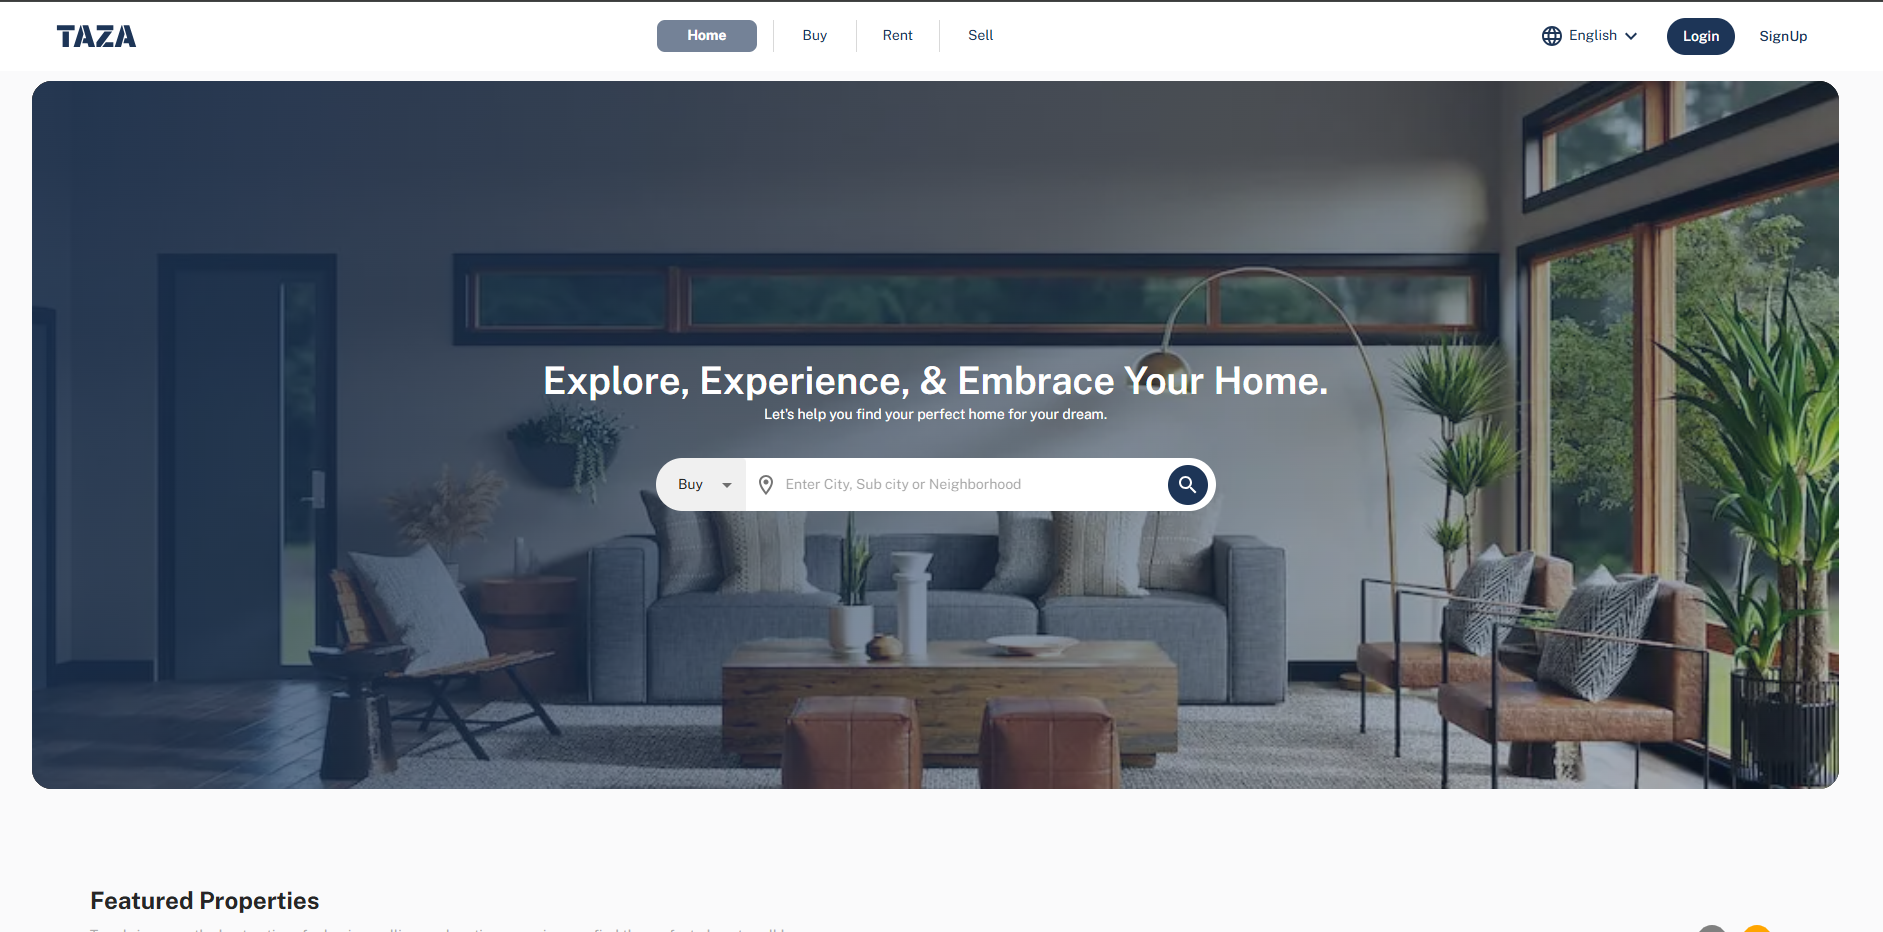 TAZA
Home
Buy
Rent
Sell
English
Login
SignUp
Explore, Experience, & Embrace Your Home.
Let's help you find your perfect home for your dream.
Buy
Enter City, Sub city or Neighborhood
Featured Properties